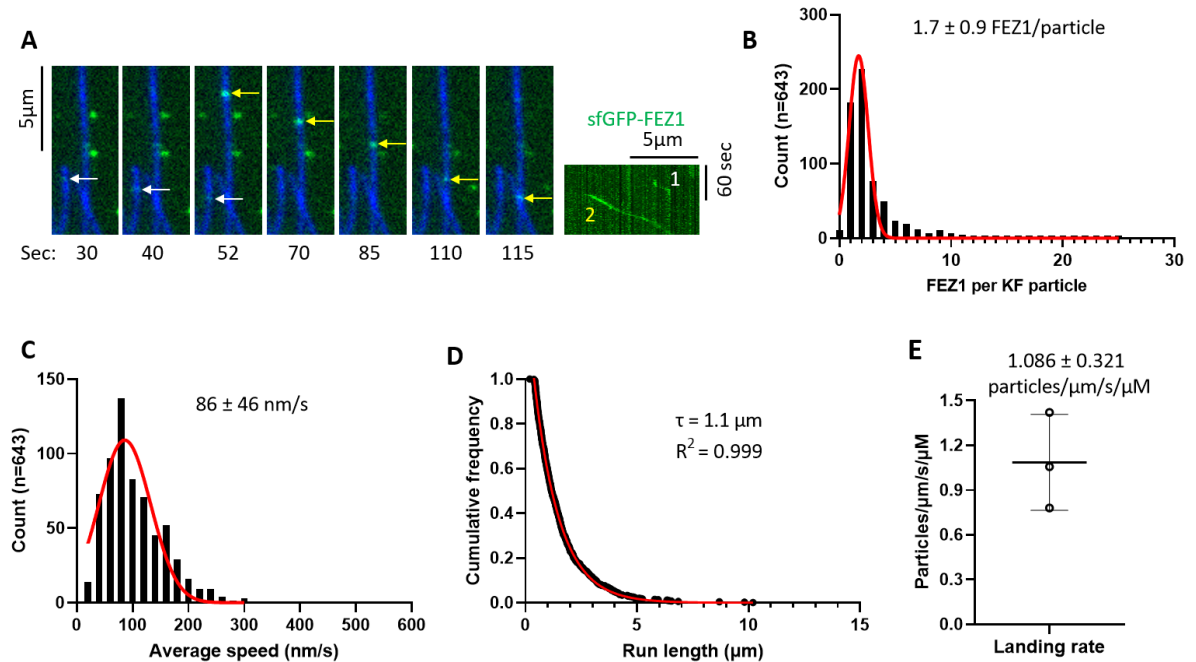 A
5µm
Sec: 30 40 52 70 85 110 115
sfGFP-FEZ1
5µm
60 sec
1
2
B
1.7 ± 0.9 FEZ1/particle
Count (n=643)
300
200
100
0
0 10 20 30
FEZ1 per KF particle
C
86 ± 46 nm/s
Count (n=643)
150
100
50
0
0 100 200 300 400 500 600
Average speed (nm/s)
D
τ = 1.1 µm
R² = 0.999
Cumulative frequency
1.0
0.8
0.6
0.4
0.2
0.0
0 5 10 15
Run length (µm)
E
1.086 ± 0.321
particles/µm/s/µM
Particles/µm/s/µM
1.5
1.2
0.9
0.6
0.3
0.0
Landing rate